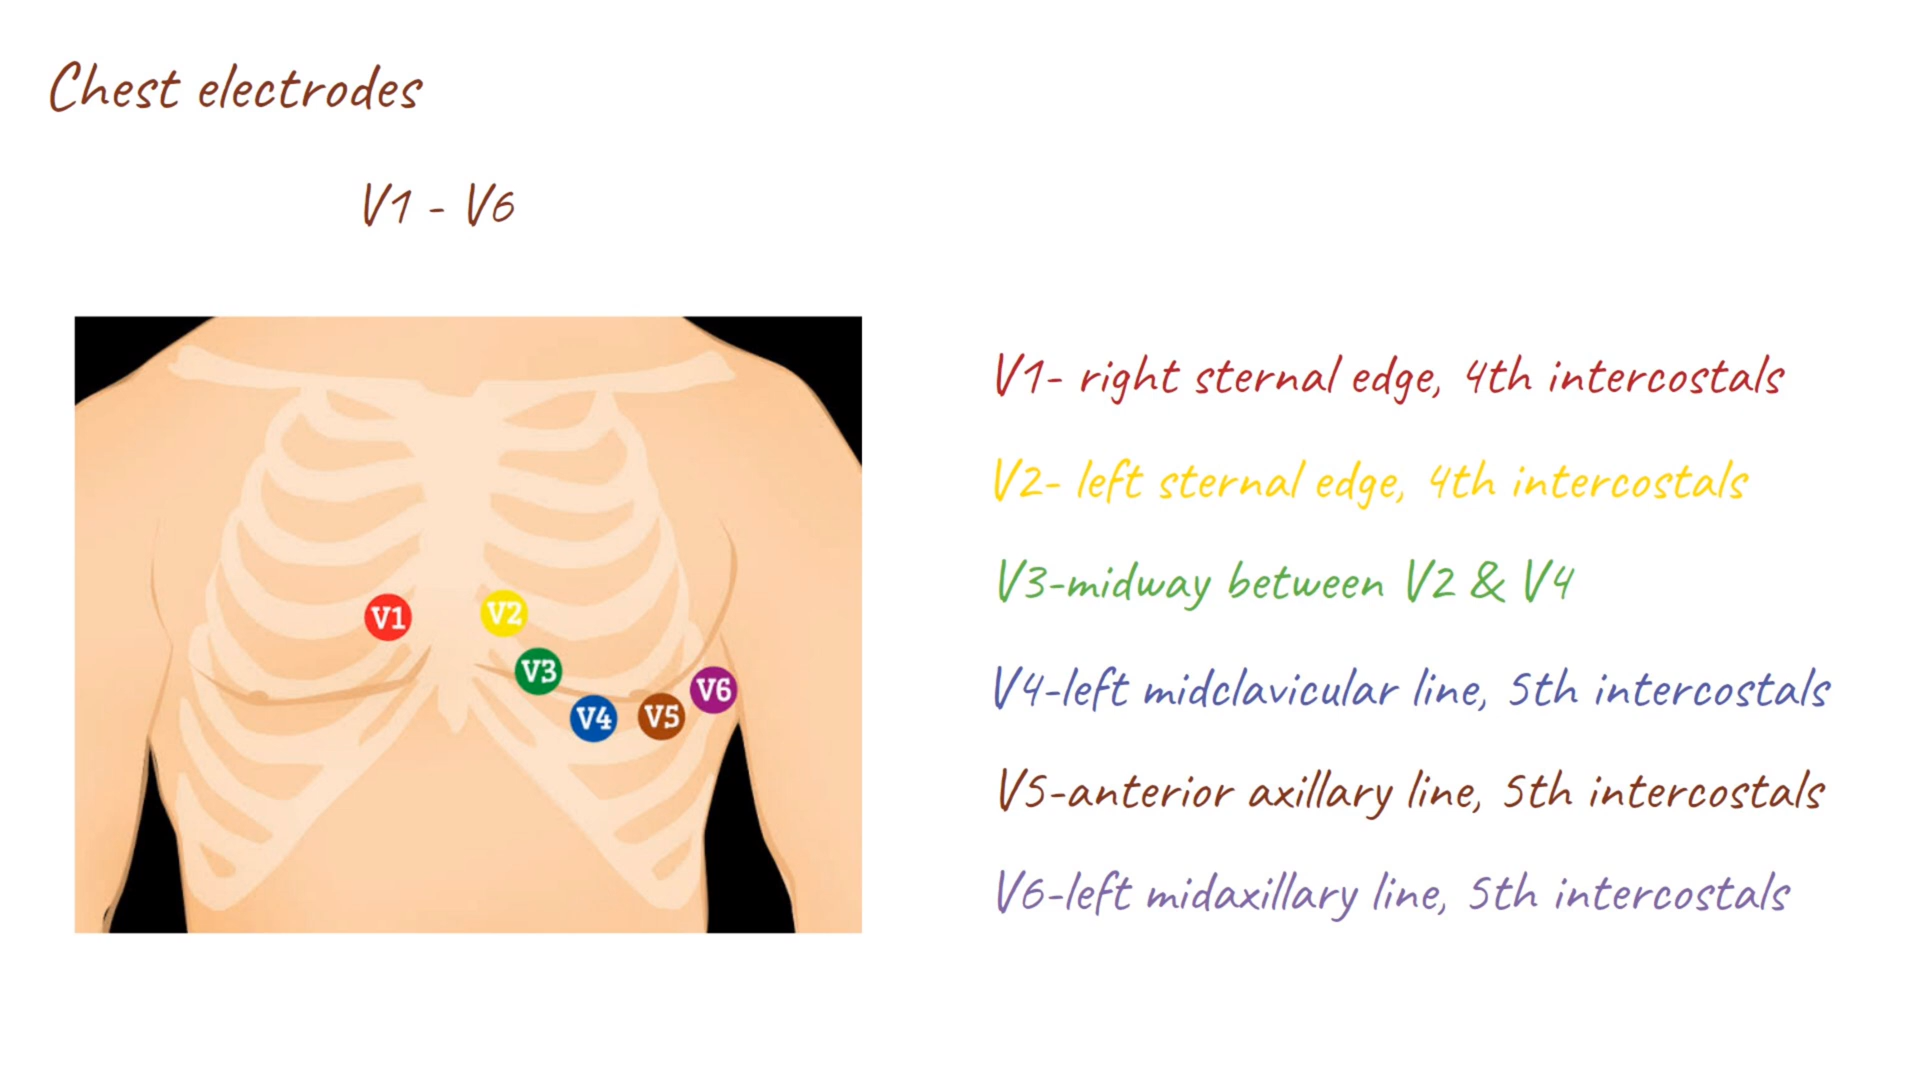 Chest electrodes
V1 - V6
V1
V2
V3
V4
V5
V6
V1- right sternal edge, 4th intercostals
V2- left sternal edge, 4th intercostals
V3-midway between V2 & V4
V4-left midclavicular line, 5th intercostals
V5-anterior axillary line, 5th intercostals
V6-left midaxillary line, 5th intercostals